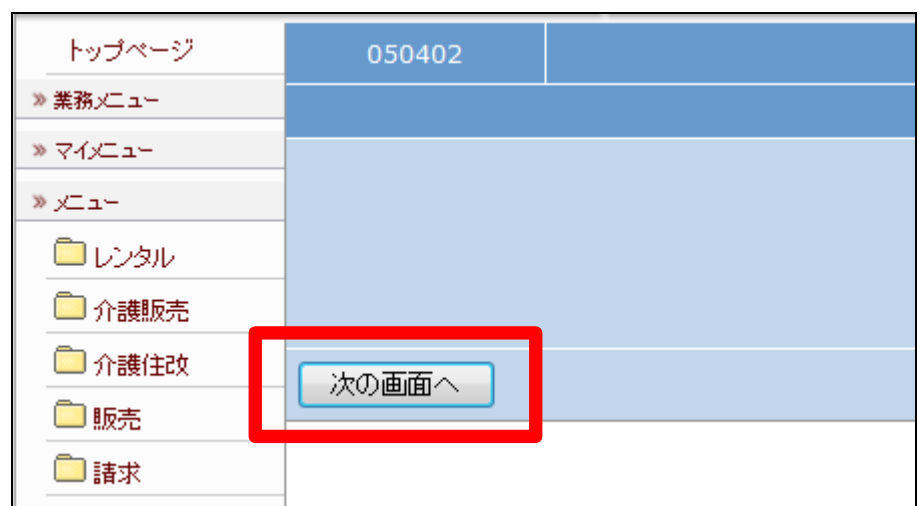 トップページ
050402
» 業務メニュー
» マイメニュー
» メニュー
レンタル
介護販売
介護住改
次の画面へ
販売
請求